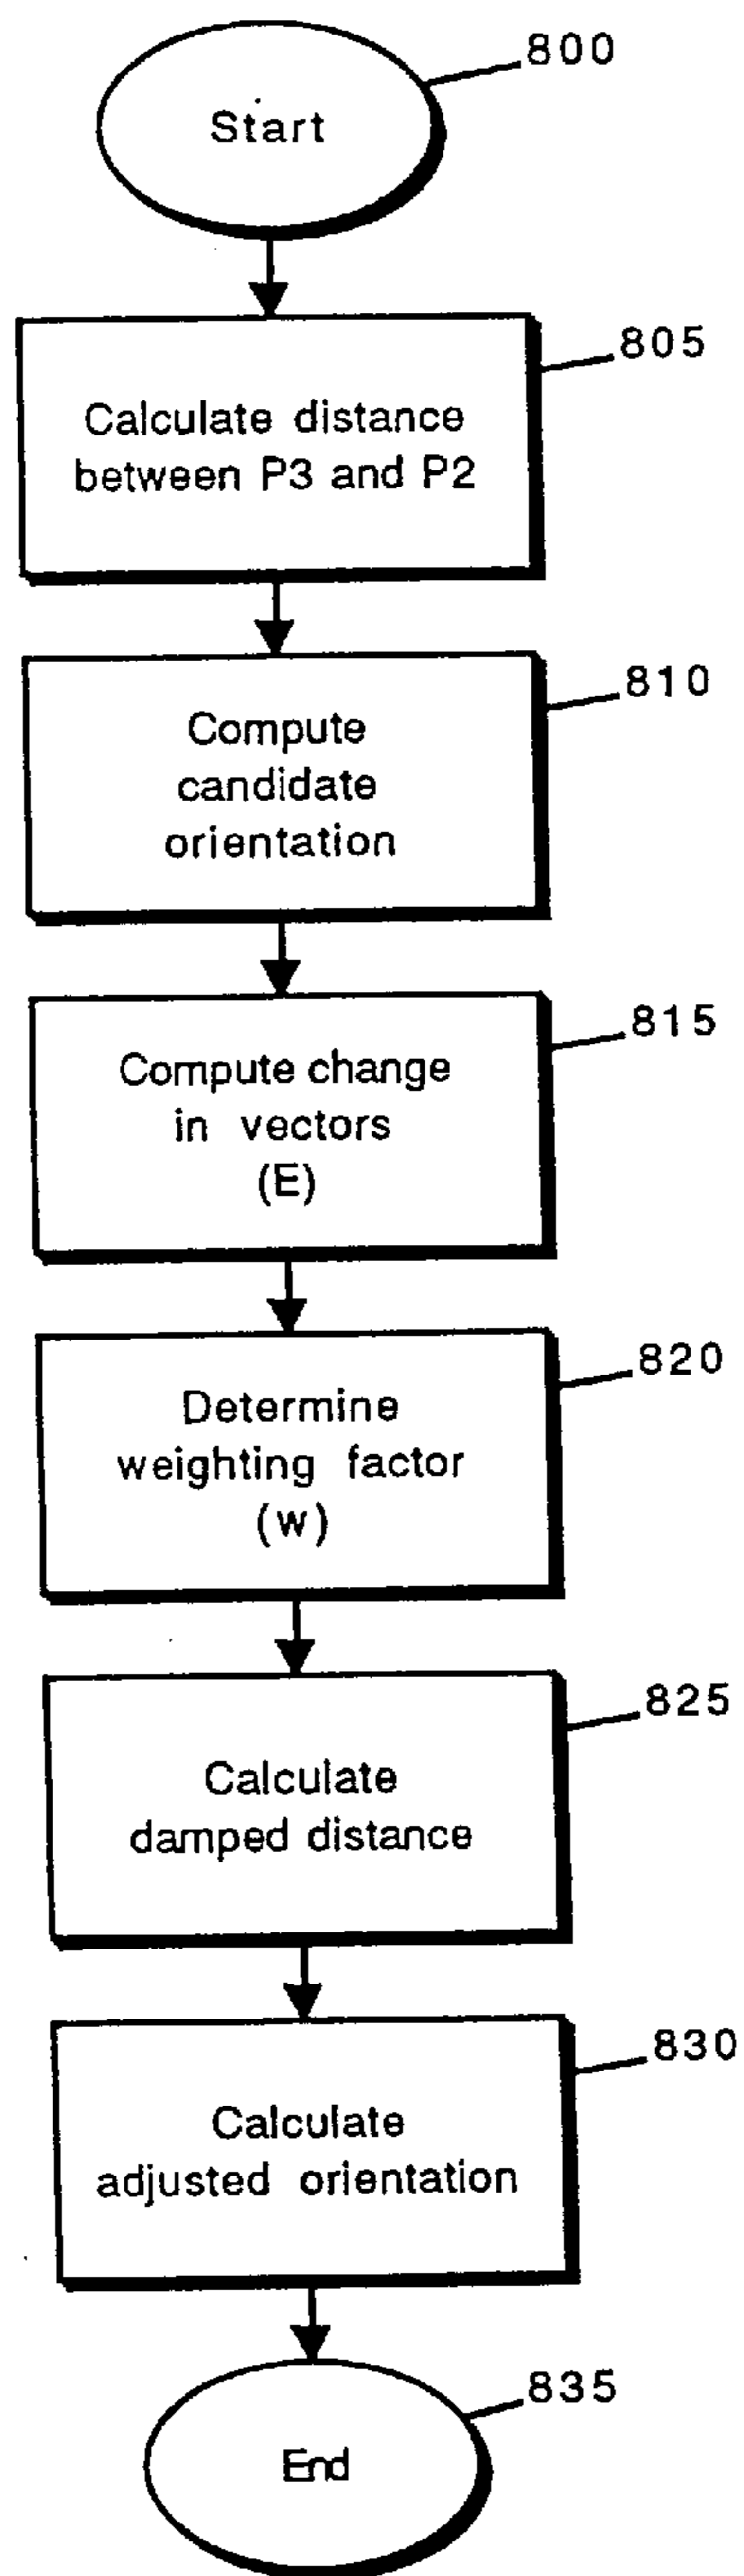 800
Start
805
Calculate distance
between P3 and P2
810
Compute
candidate
orientation
815
Compute change
in vectors
(E)
820
Determine
weighting factor
(w)
825
Calculate
damped distance
830
Calculate
adjusted orientation
835
End